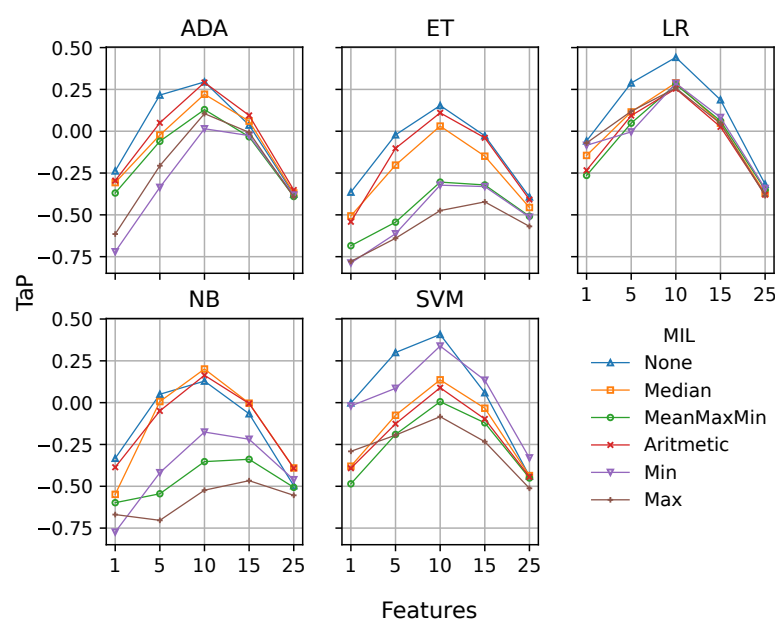 ADA ET LR
0.50
0.25
0.00
−0.25
−0.50
−0.75
1 5 10 15 25
TaP
NB SVM
0.50
0.25
0.00
−0.25
−0.50
−0.75
1 5 10 15 25
1 5 10 15 25
MIL
None
Median
MeanMaxMin
Aritmetic
Min
Max
Features